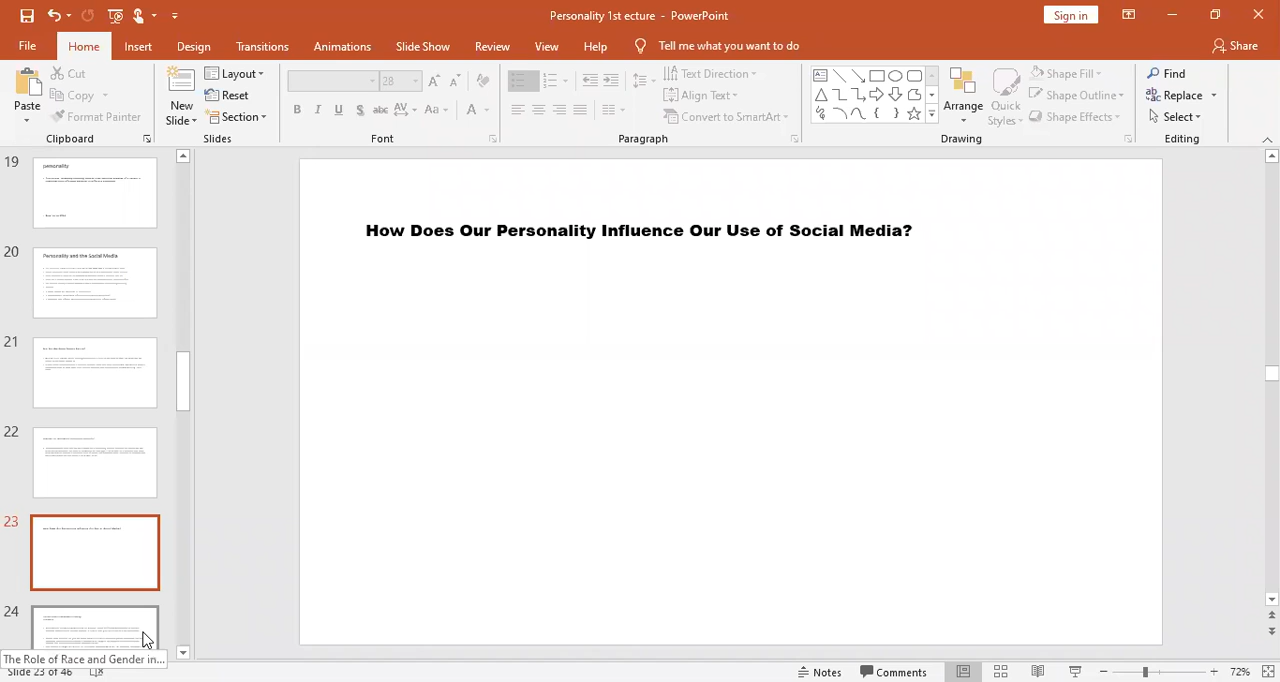 Personality 1st ecture - PowerPoint
Sign in
File Home Insert Design Transitions Animations Slide Show Review View Help Tell me what you want to do Share
Paste
Cut
Copy
Format Painter
Clipboard
New Slide
Layout
Reset
Section
Slides
28
B I U S abc AV Aa A
Font
Text Direction
Align Text
Convert to SmartArt
Paragraph
Arrange
Quick Styles
Shape Fill
Shape Outline
Shape Effects
Drawing
Find
Replace
Select
Editing
19
personality
20
Personality and the Social Media
21
22
23
24
How Does Our Personality Influence Our Use of Social Media?
The Role of Race and Gender in...
Slide 23 of 46
Notes
Comments
72%